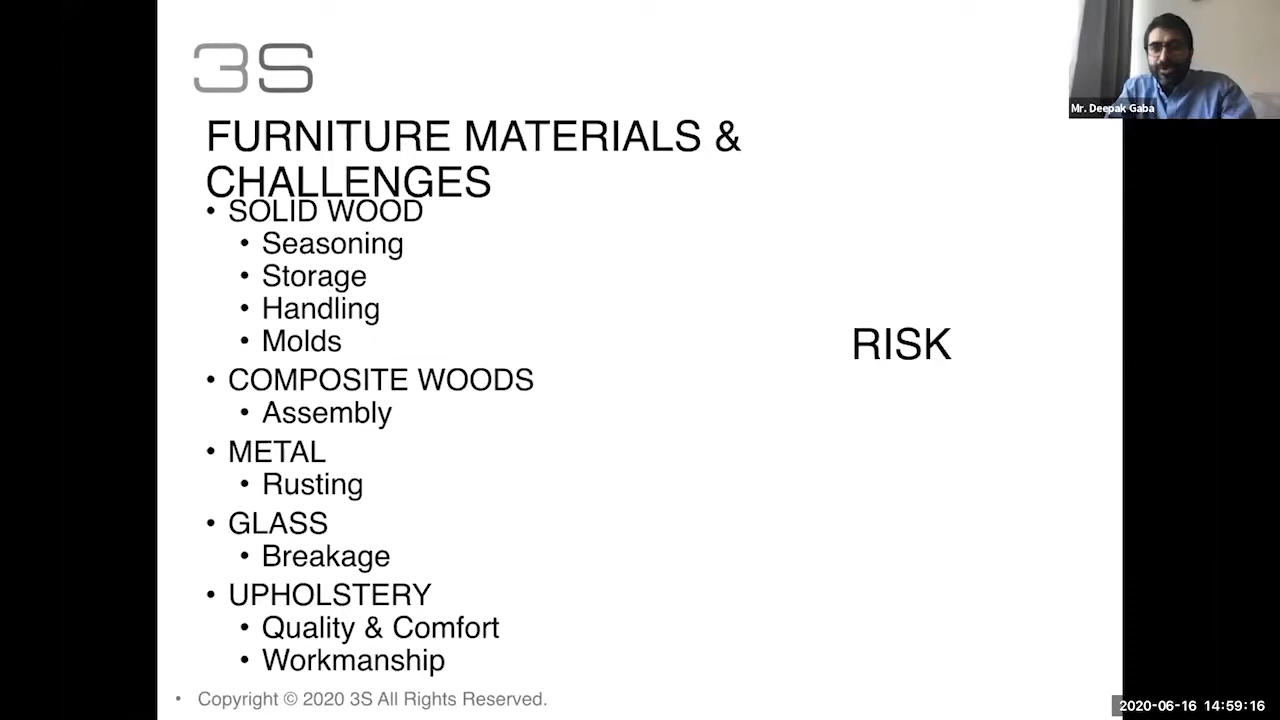 3S
Mr. Deepak Gaba
FURNITURE MATERIALS &
CHALLENGES
• SOLID WOOD
• Seasoning
• Storage
• Handling
• Molds
RISK
• COMPOSITE WOODS
• Assembly
• METAL
• Rusting
• GLASS
• Breakage
• UPHOLSTERY
• Quality & Comfort
• Workmanship
• Copyright © 2020 3S All Rights Reserved.
2020-06-16 14:59:16